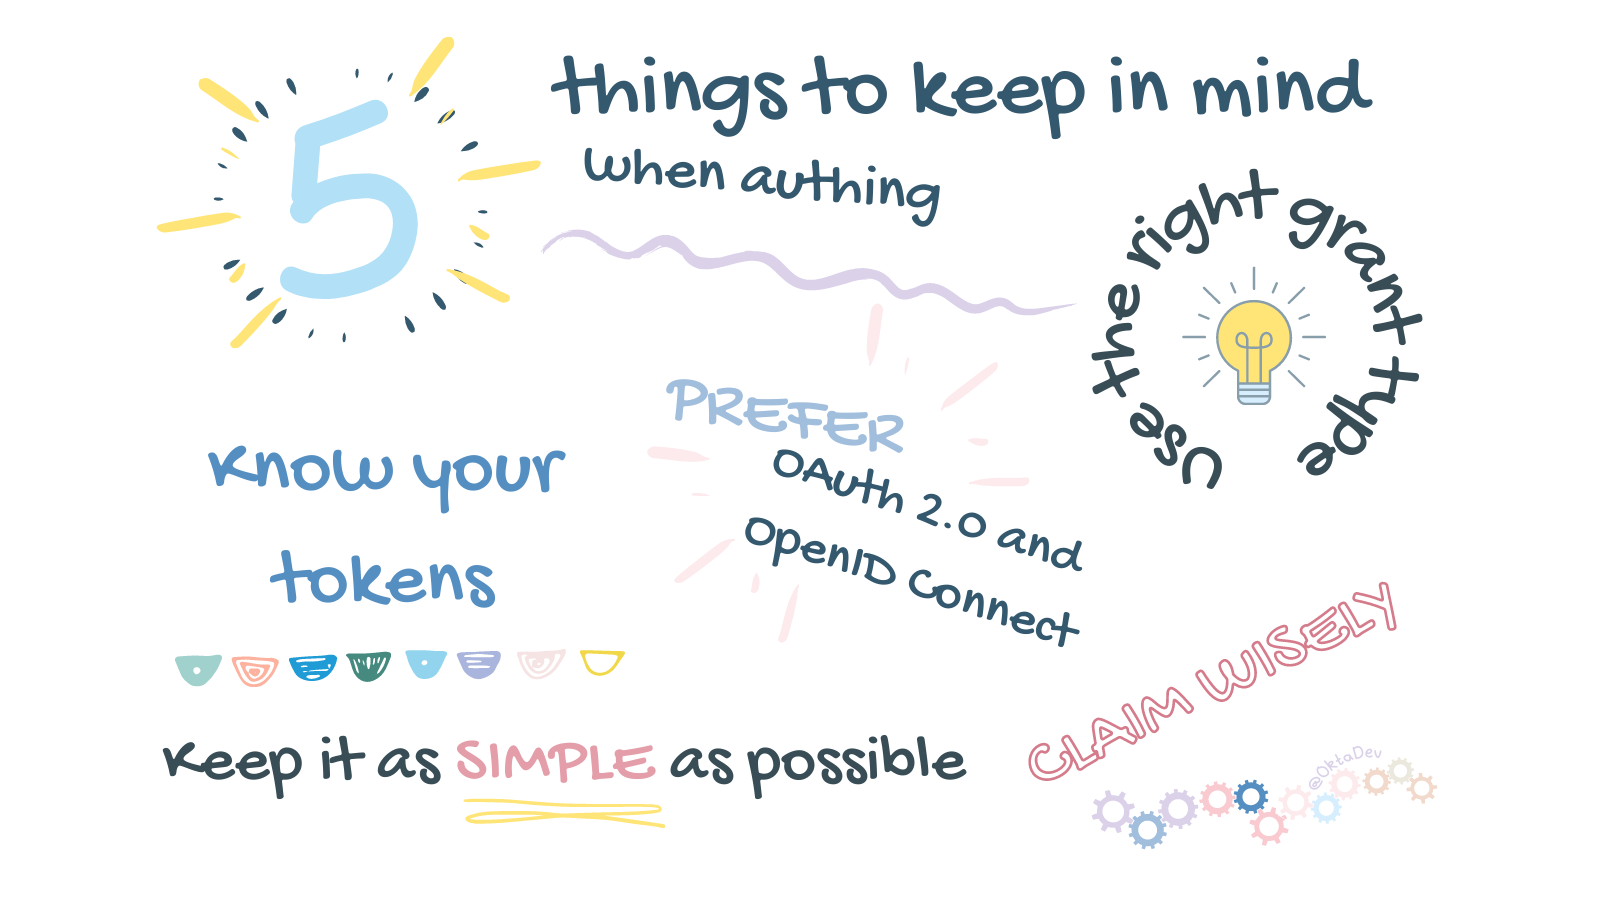 5
things to keep in mind
when authing
Use the right grant type
PREFER
OAuth 2.0 and
OpenID Connect
Know your
tokens
CLAIM WISELY
Keep it as SIMPLE as possible
@OktaDev